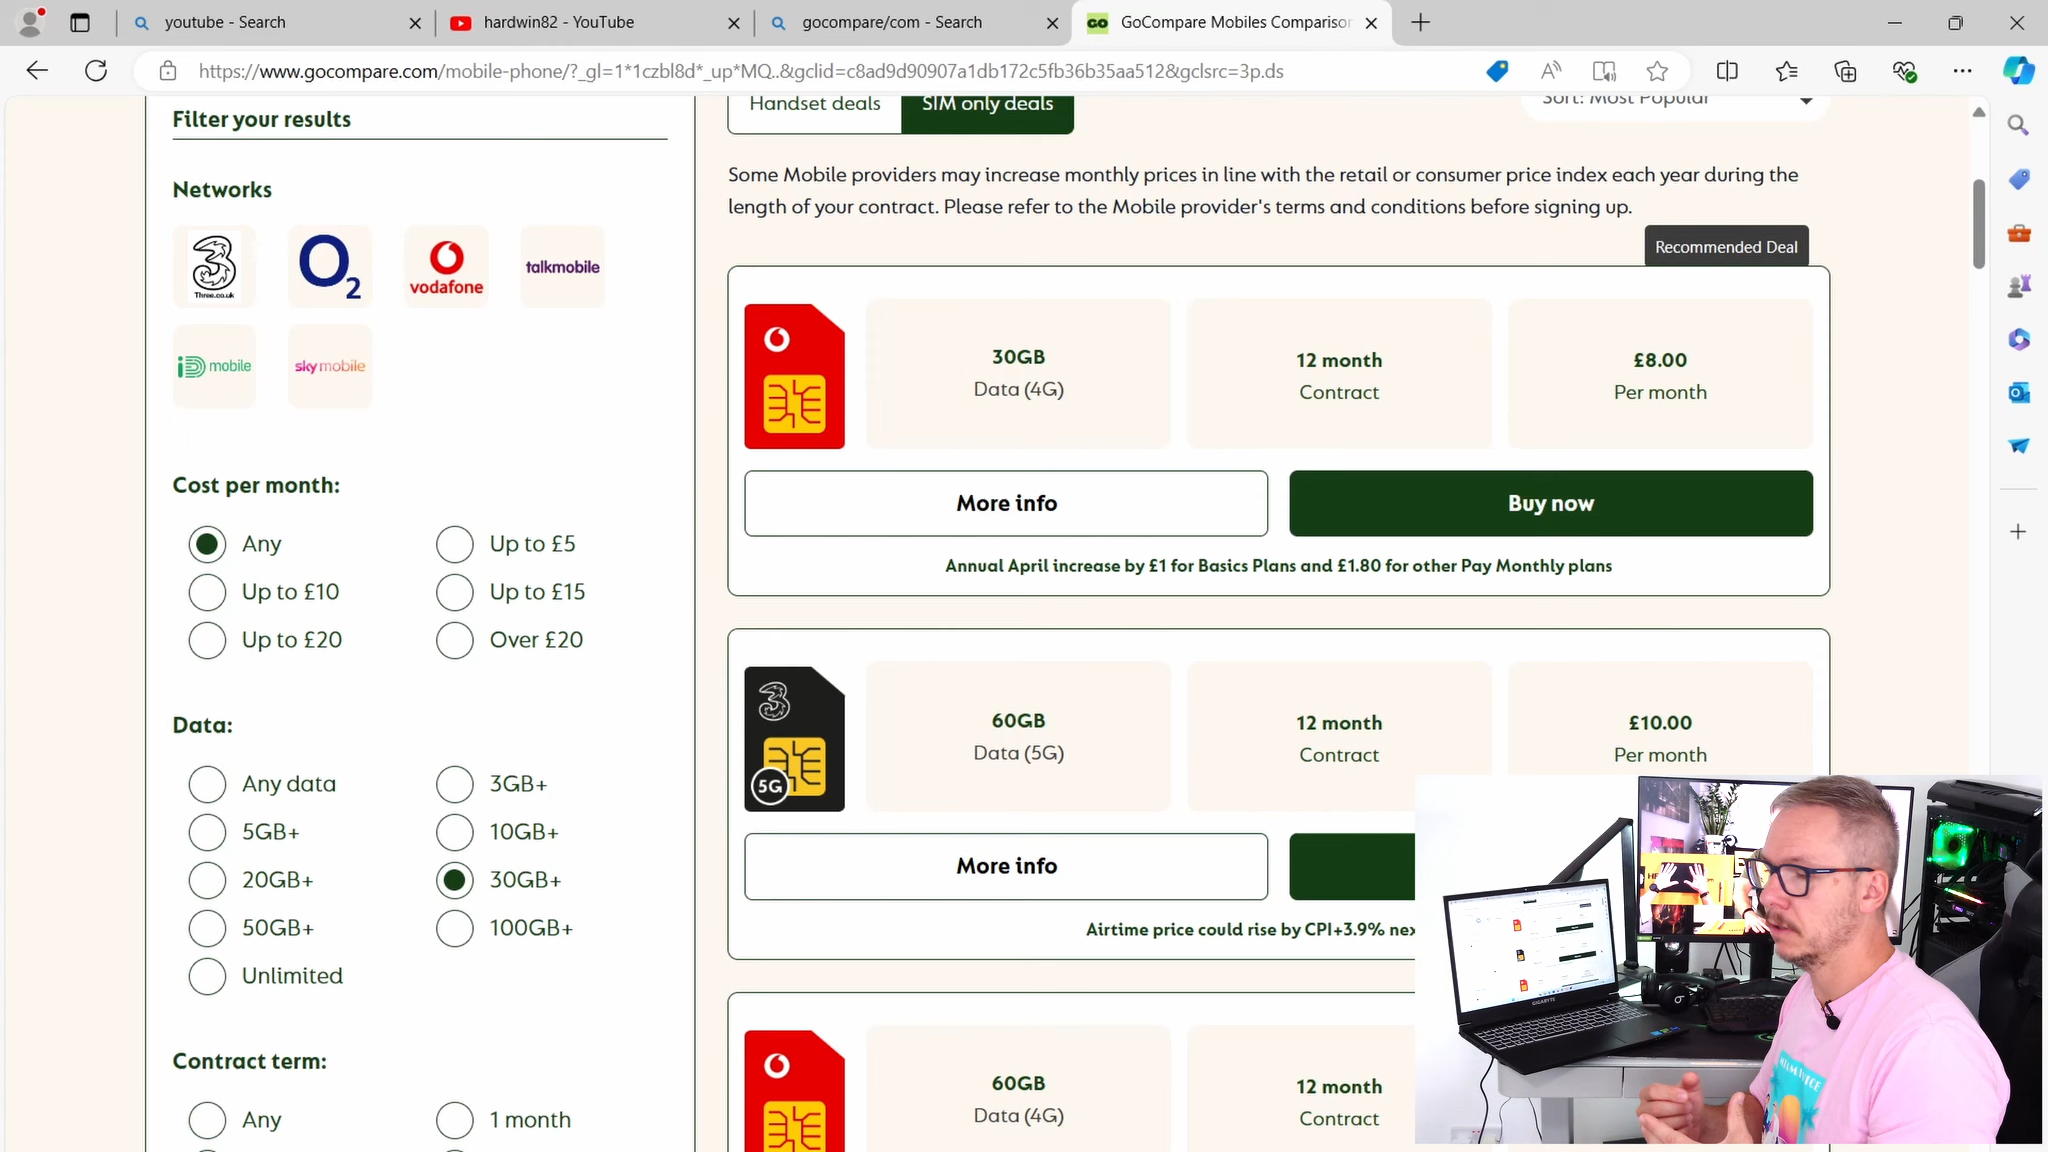 youtube - Search
hardwin82 - YouTube
gocompare/com - Search
GO GoCompare Mobiles Comparison
https://www.gocompare.com/mobile-phone/?_gl=1*1czbl8d*_up*MQ..&gclid=c8ad9d90907a1db172c5fb36b35aa512&gclsrc=3p.ds
Filter your results
Networks
3 Three.co.uk
O2
vodafone
talkmobile
iD mobile
sky mobile
Cost per month:
Any
Up to £5
Up to £10
Up to £15
Up to £20
Over £20
Data:
Any data
3GB+
5GB+
10GB+
20GB+
30GB+
50GB+
100GB+
Unlimited
Contract term:
Any
1 month
Handset deals
SIM only deals
Sort: Most Popular
Some Mobile providers may increase monthly prices in line with the retail or consumer price index each year during the
length of your contract. Please refer to the Mobile provider's terms and conditions before signing up.
Recommended Deal
30GB
Data (4G)
12 month
Contract
£8.00
Per month
More info
Buy now
Annual April increase by £1 for Basics Plans and £1.80 for other Pay Monthly plans
3
5G
60GB
Data (5G)
12 month
Contract
£10.00
Per month
More info
Airtime price could rise by CPI+3.9% nex
60GB
Data (4G)
12 month
Contract
GIGABYTE